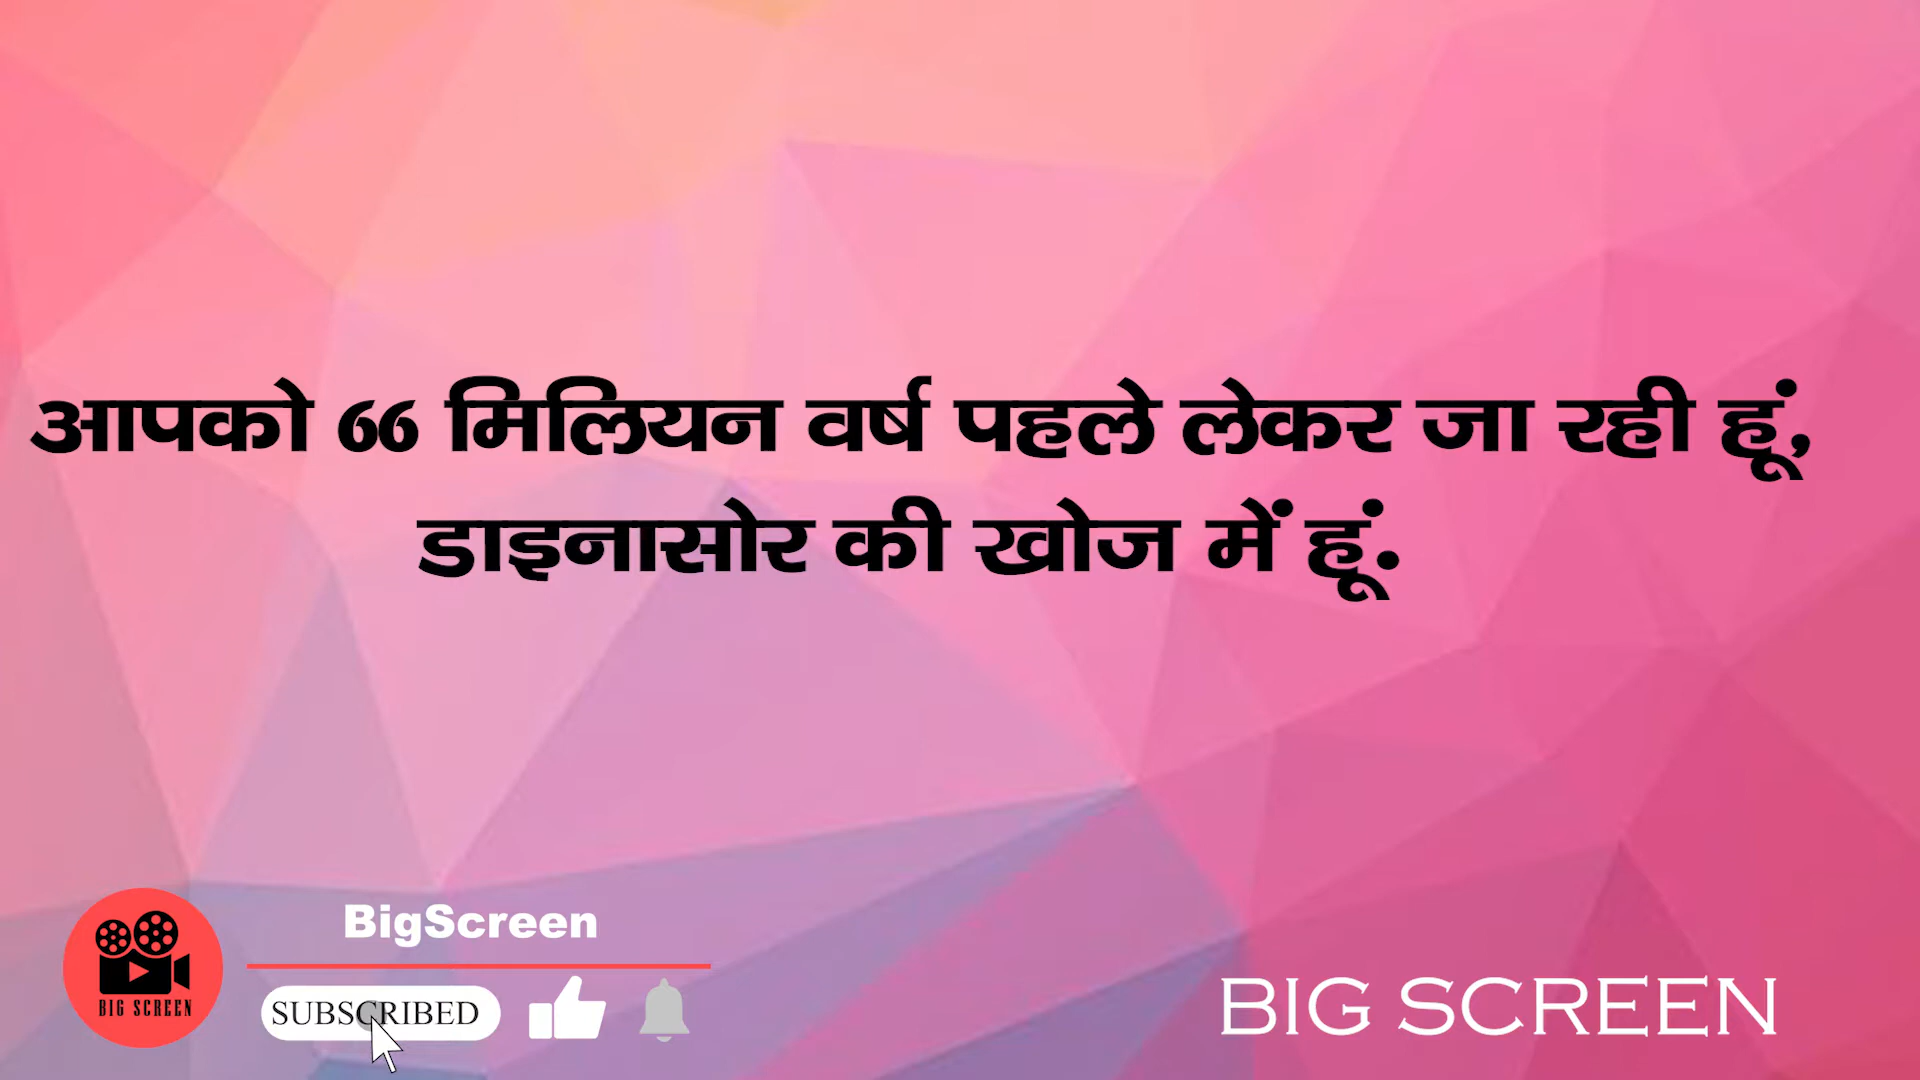 आपको 66 मिलियन वर्ष पहले लेकर जा रही हूं,
डाइनासोर की खोज में हूं.
BigScreen
BIG SCREEN
SUBSCRIBED
BIG SCREEN